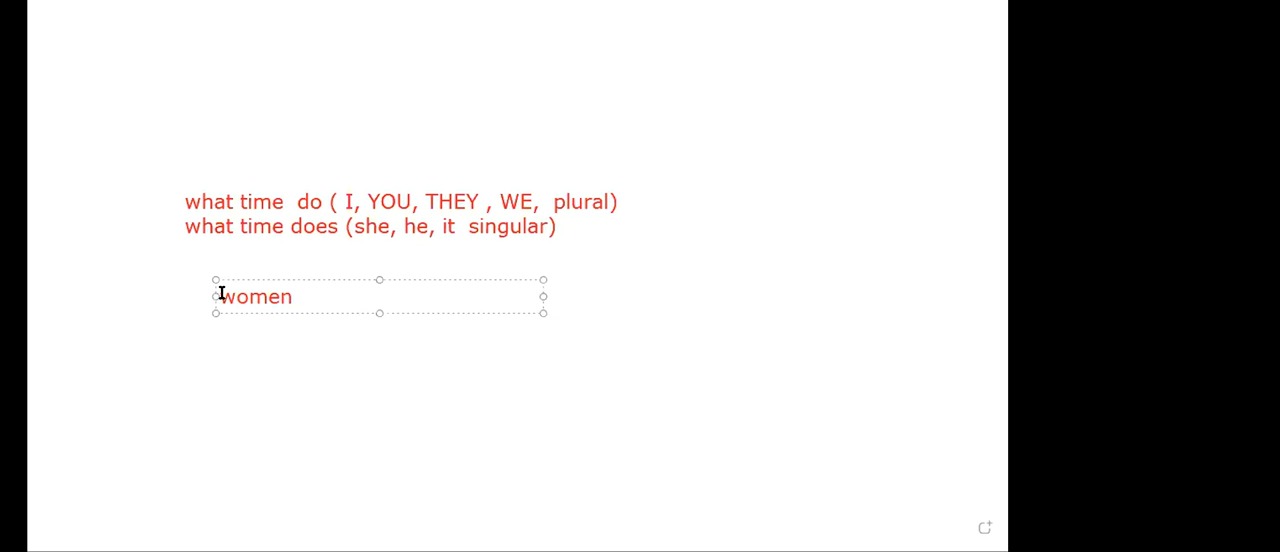 what time  do ( I, YOU, THEY , WE,  plural)
what time does (she, he, it  singular)
women